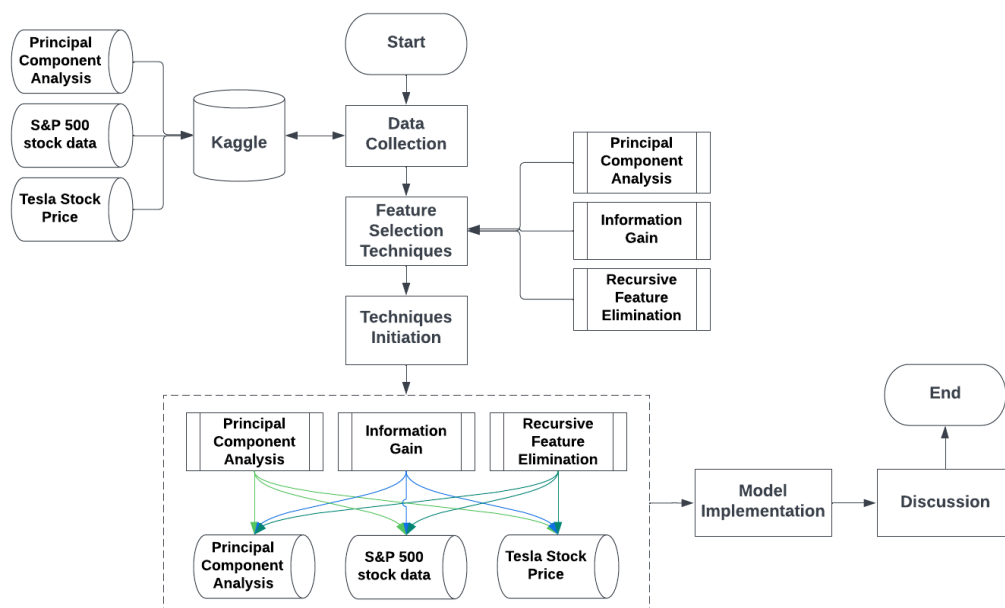 Start
Principal
Component
Analysis
S&P 500
stock data
Tesla Stock
Price
Kaggle
Data
Collection
Feature
Selection
Techniques
Principal
Component
Analysis
Information
Gain
Recursive
Feature
Elimination
Techniques
Initiation
Principal
Component
Analysis
Information
Gain
Recursive
Feature
Elimination
Principal
Component
Analysis
S&P 500
stock data
Tesla Stock
Price
Model
Implementation
Discussion
End